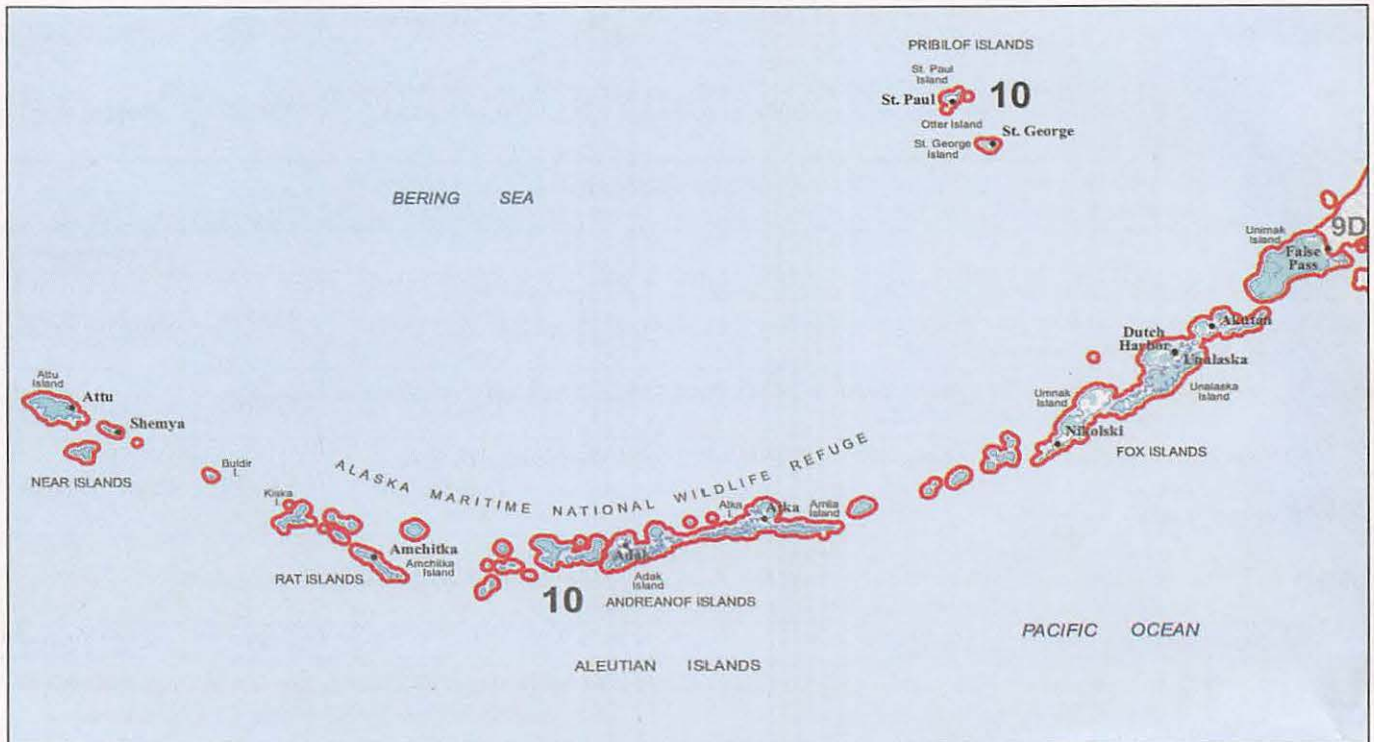 PRIBILOF ISLANDS
St. Paul
Island
St. Paul
10
Otter Island
St. George
St. George
Island
BERING SEA
9D
Unimak
Island
False
Pass
Akutan
Dutch
Harbor
Unalaska
Unalaska
Island
Umnak
Island
Nikolski
FOX ISLANDS
Attu
Island
Attu
Shemya
NEAR ISLANDS
Buldir
I.
Kiska
I.
ALASKA MARITIME NATIONAL WILDLIFE REFUGE
Amchitka
Amchitka
Island
RAT ISLANDS
Atka
I.
Atka
Amlia
Island
Adak
Adak
Island
10
ANDREANOF ISLANDS
PACIFIC OCEAN
ALEUTIAN ISLANDS